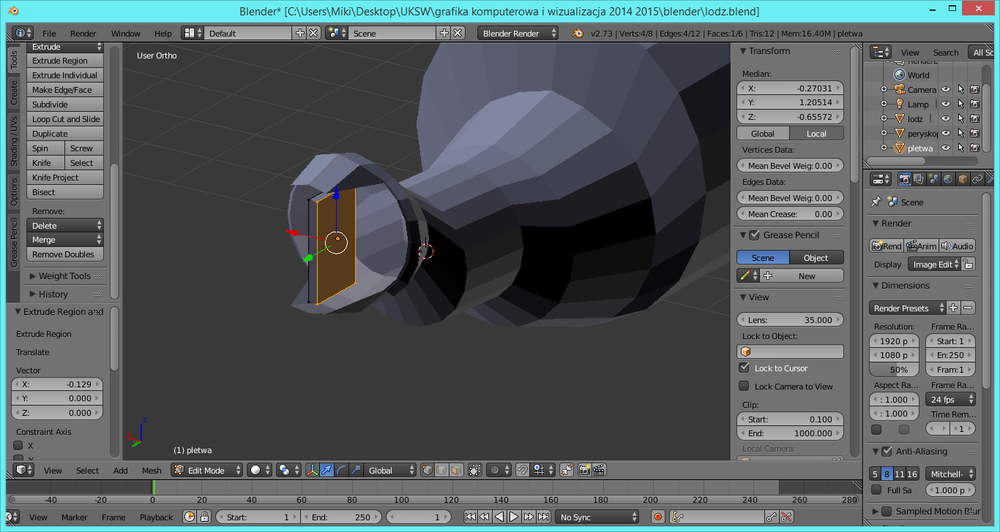 Blender* [C:\Users\Miki\Desktop\UKSW\grafika komputerowa i wizualizacja 2014 2015\blender\lodz.blend]
File Render Window Help Default Scene Blender Render v2.73 | Verts:4/8 | Edges:4/12 | Faces:1/6 | Tris:12 | Mem:16.40M | pletwa
View Search All Sc
Tools
Create
Shading / UVs
Options
Grease Pencil
Extrude
Extrude Region
Extrude Individual
Make Edge/Face
Subdivide
Loop Cut and Slide
Duplicate
Spin Screw
Knife Select
Knife Project
Bisect
Remove:
Delete
Merge
Remove Doubles
Weight Tools
History
Extrude Region and
Extrude Region
Translate
Vector
X: -0.129
Y: 0.000
Z: 0.000
Constraint Axis
X
User Ortho
z
(1) pletwa
Transform
Median:
X: -0.27031
Y: 1.20514
Z: -0.65572
Global Local
Vertices Data:
Mean Bevel Weig: 0.00
Edges Data:
Mean Bevel Weig: 0.00
Mean Crease: 0.00
Grease Pencil
Scene Object
New
View
Lens: 35.000
Lock to Object:
Lock to Cursor
Lock Camera to View
Clip:
Start: 0.100
End: 1000.000
Local Camera:
World
Camera
Lamp
lodz
perysko
pletwa
Scene
Render
Rend Anim Audio
Display Image Edit
Dimensions
Render Presets
Resolution: Frame Ra...
1920 p Start: 1
1080 p En:250
50% Fram:1
Aspect Ra... Frame Ra...
: 1.000 24 fps
: 1.000 Time Rem...
1
Anti-Aliasing
5 8 11 16 Mitchell-
Full Sa 1.000 p
Sampled Motion Blur
View Select Add Mesh Edit Mode Global
-40 -20 0 20 40 60 80 100 120 140 160 180 200 220 240 260 280
View Marker Frame Playback Start: 1 End: 250 1 No Sync